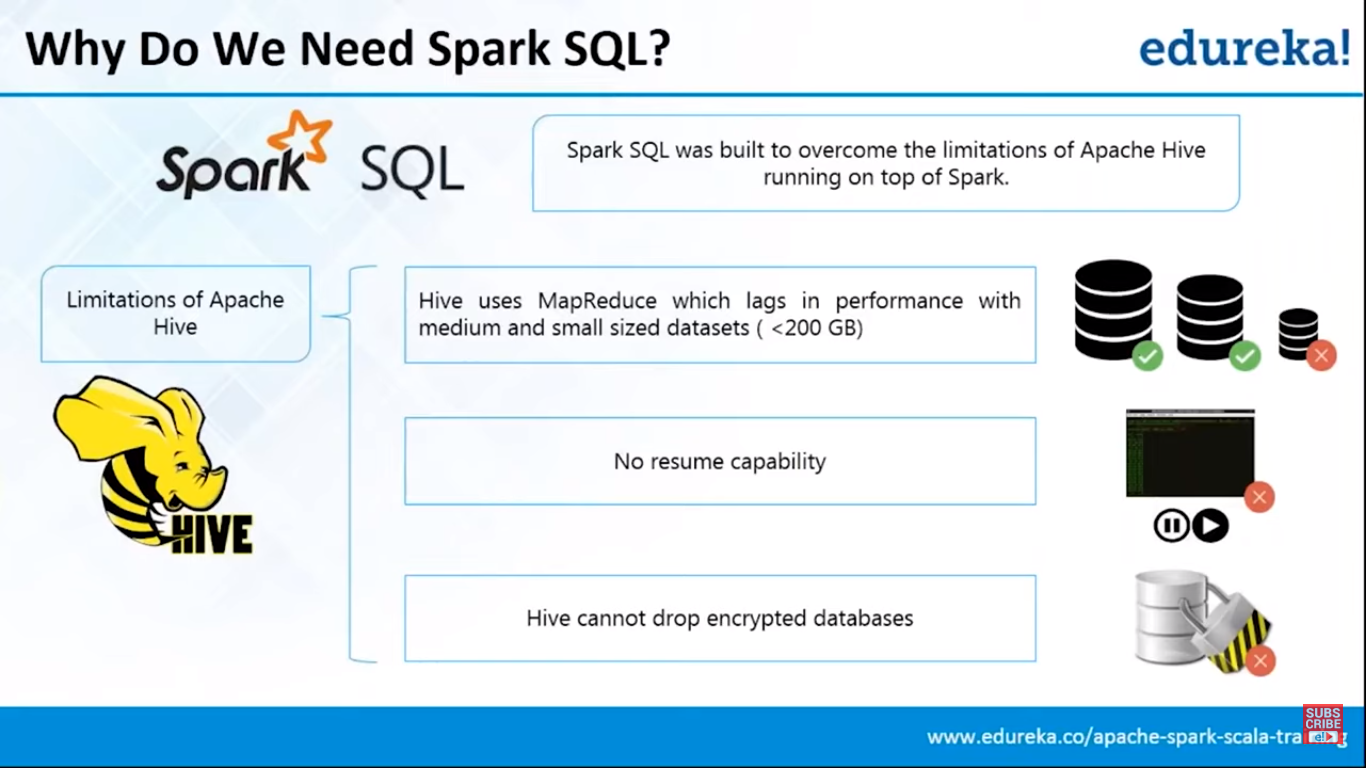 Why Do We Need Spark SQL?
edureka!
Spark SQL
Spark SQL was built to overcome the limitations of Apache Hive
running on top of Spark.
Limitations of Apache
Hive
Hive uses MapReduce which lags in performance with
medium and small sized datasets ( <200 GB)
HIVE
No resume capability
Hive cannot drop encrypted databases
www.edureka.co/apache-spark-scala-tra
SUBS
CRIBE
e!